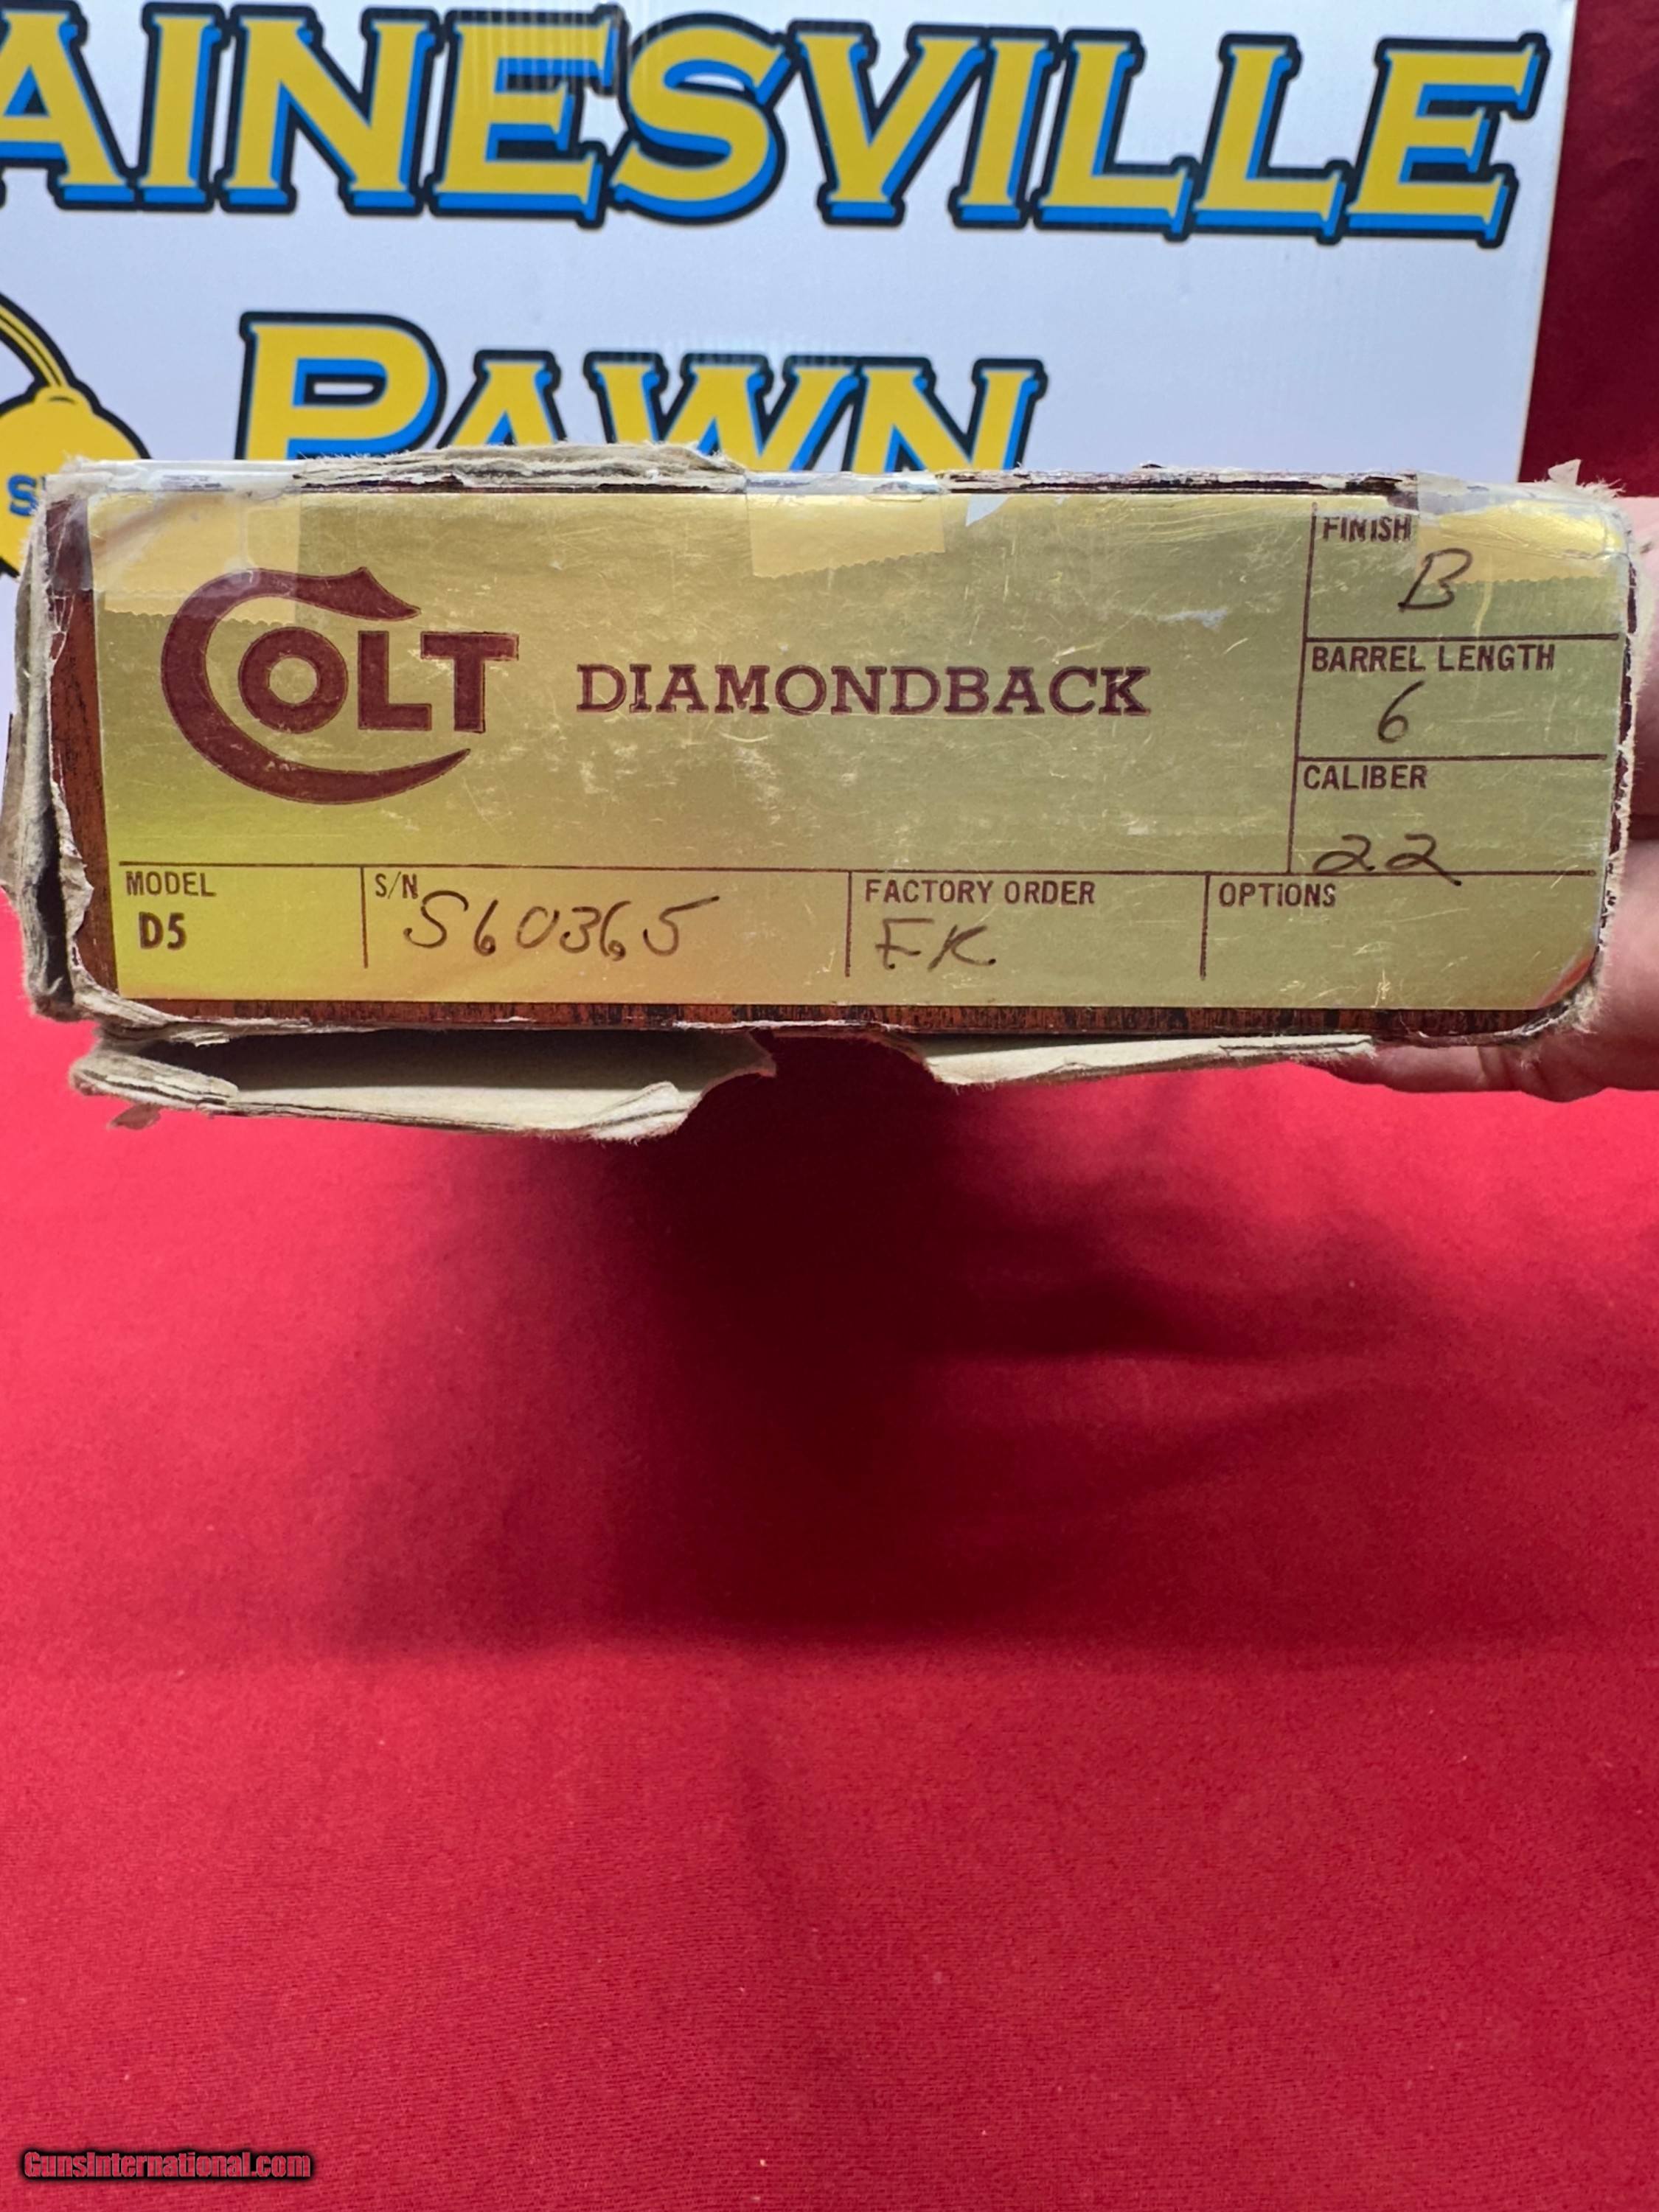 AINESVILLE
PAWN
COLT DIAMONDBACK
FINISH
B
BARREL LENGTH
6
CALIBER
22
MODEL
D5
S/N
S60365
FACTORY ORDER
EK
OPTIONS
GunsInternational.com